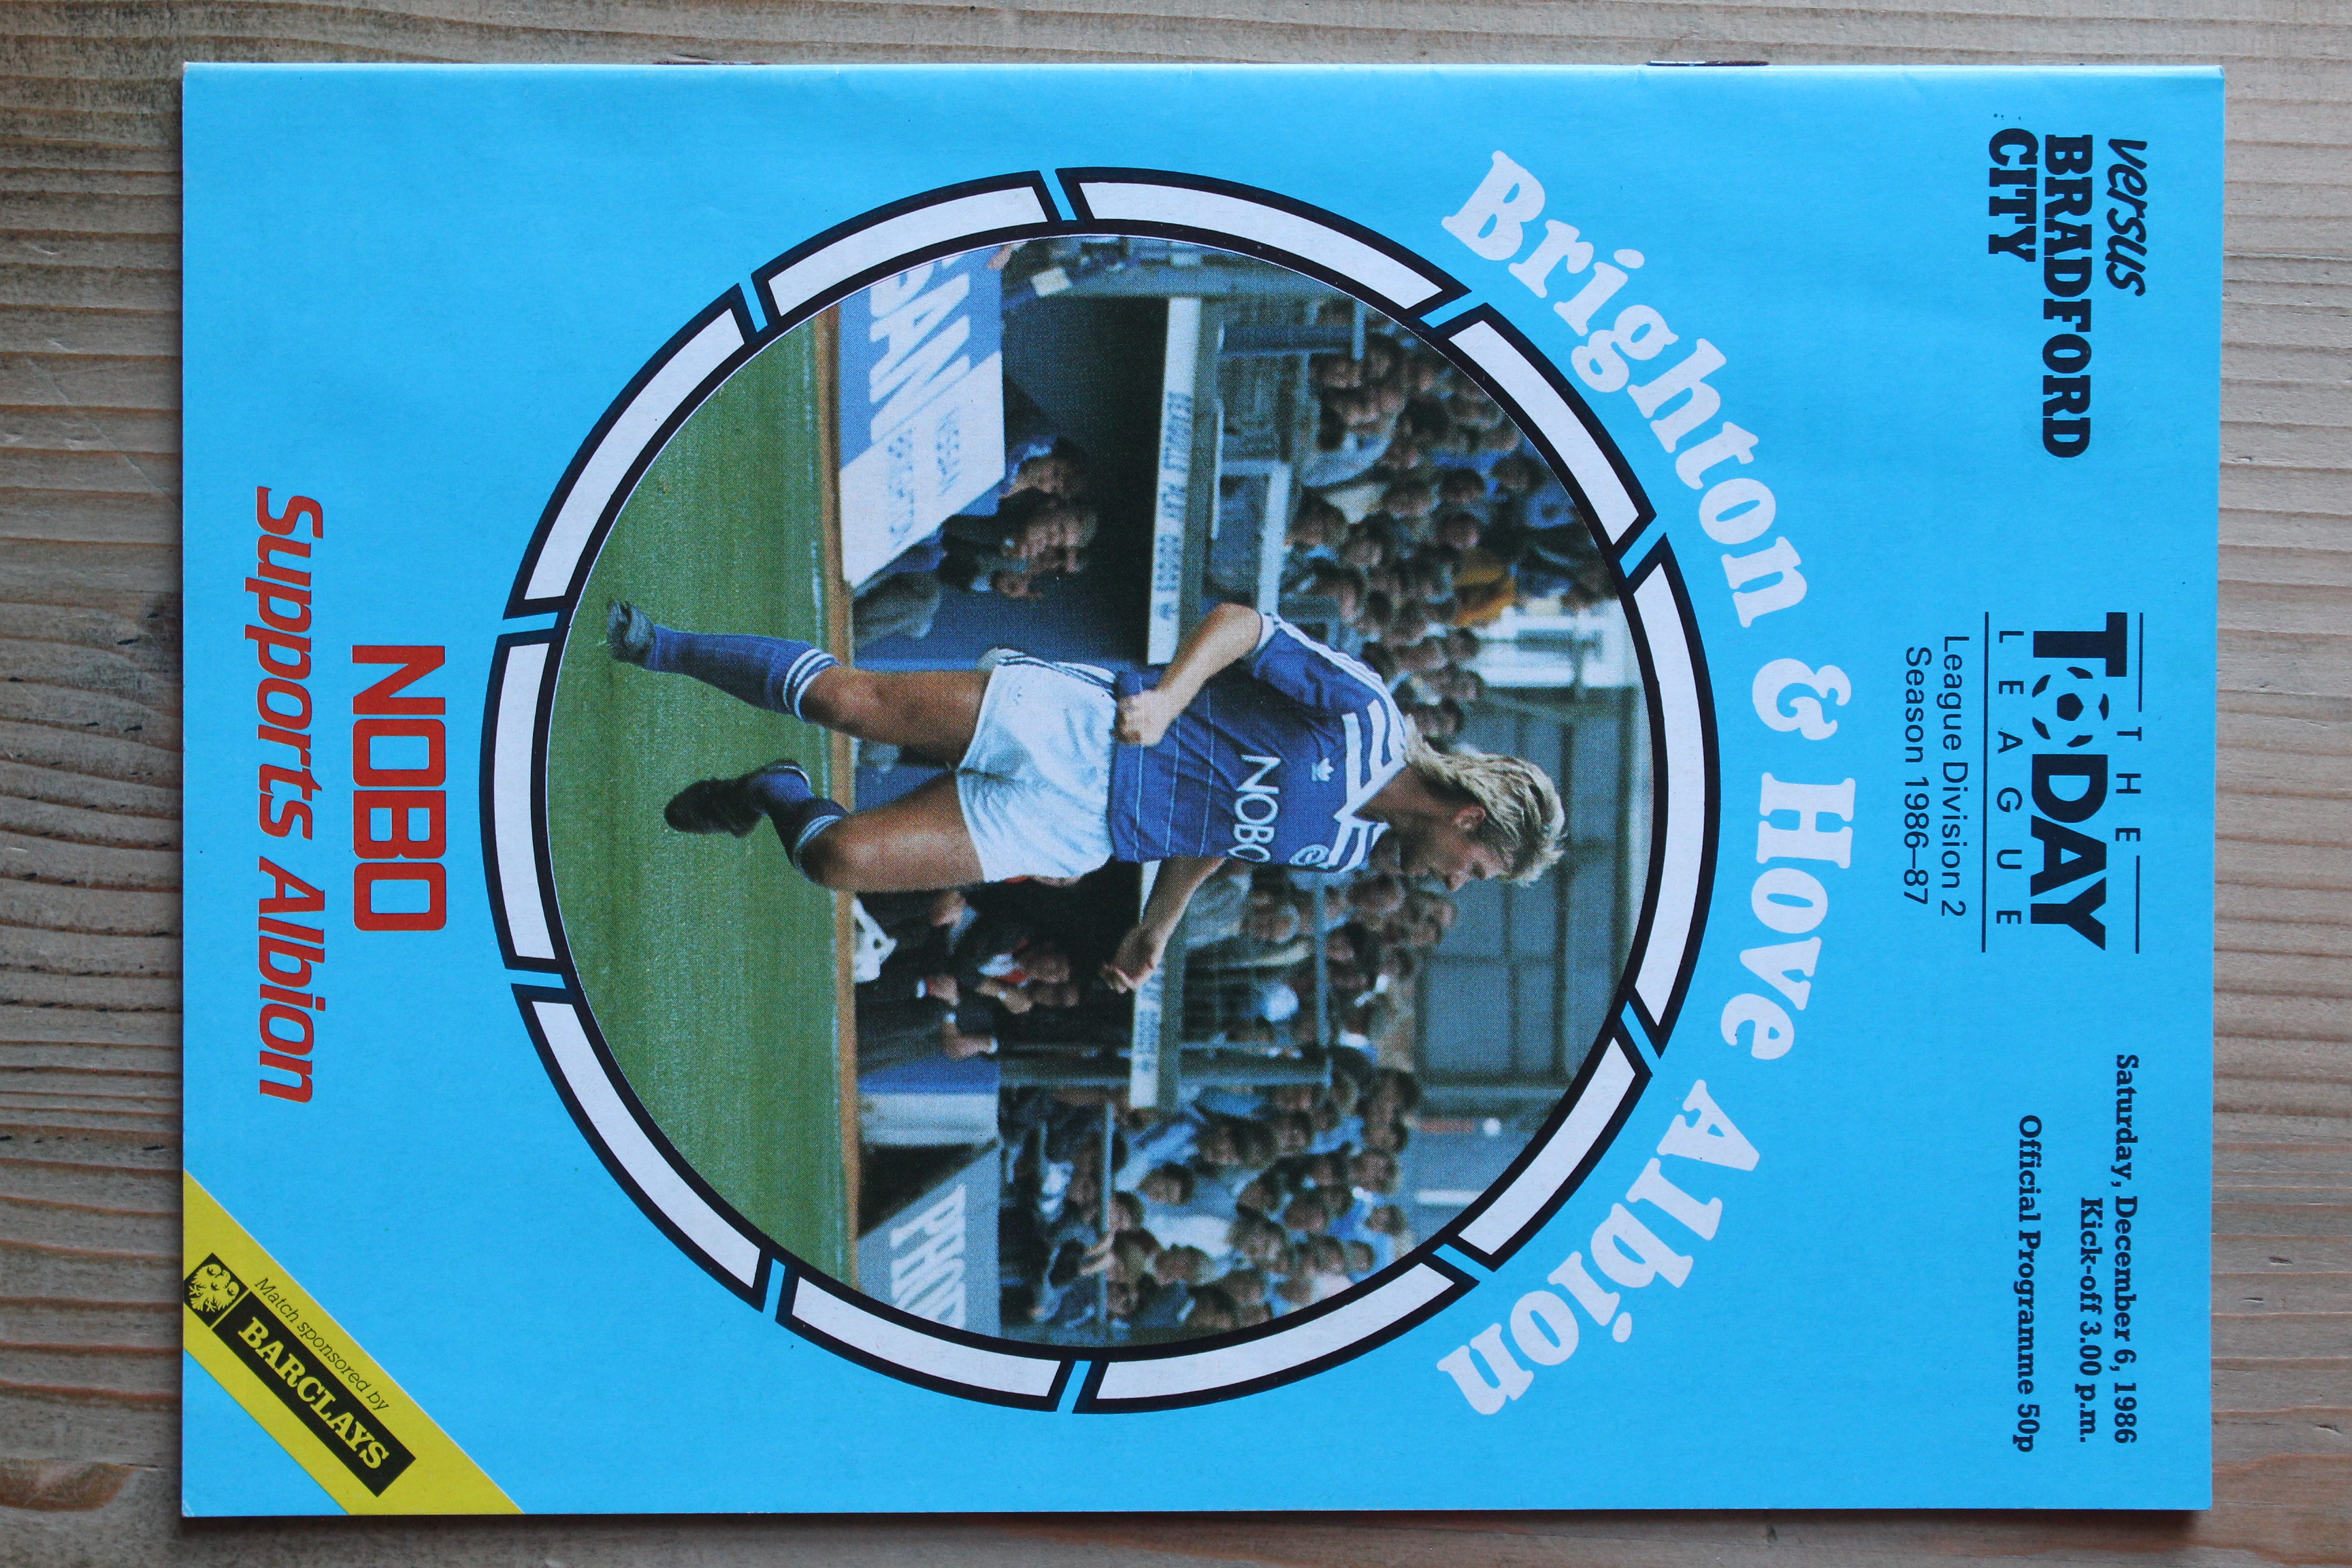 versus
BRADFORD
CITY
THE
TODAY
LEAGUE
League Division 2
Season 1986–87
Saturday, December 6, 1986
Kick-off 3.00 p.m.
Official Programme 50p
Brighton & Hove Albion
NOBO
PHOE
NOBO
Supports Albion
Match sponsored by
BARCLAYS